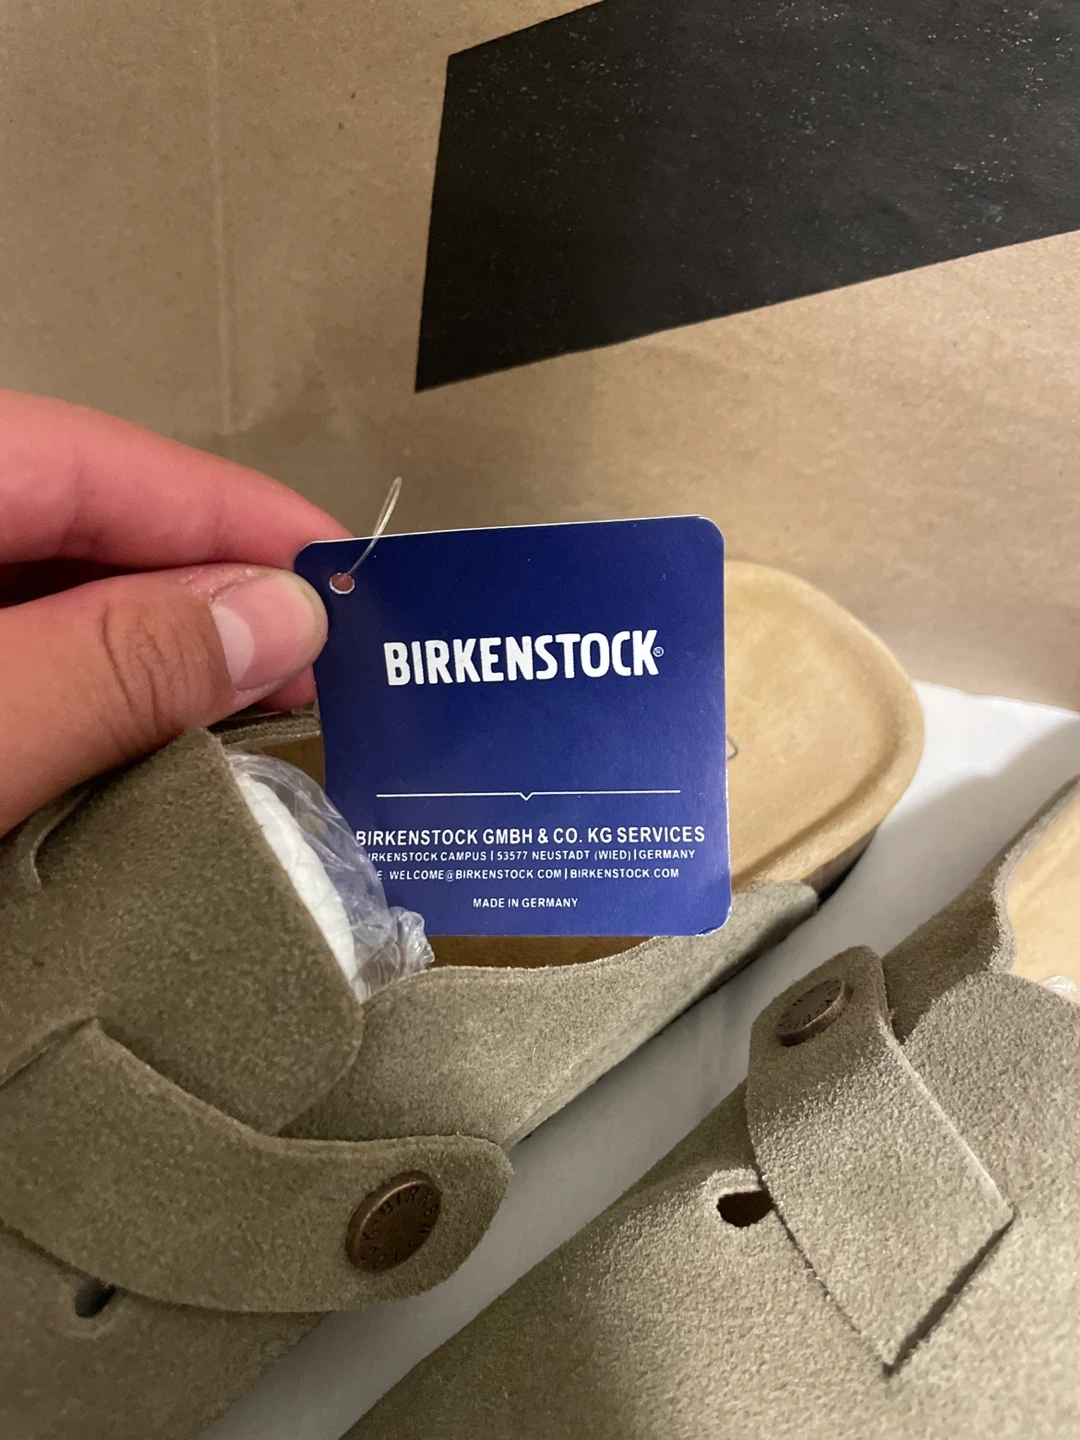 BIRKENSTOCK®
BIRKENSTOCK GMBH & CO. KG SERVICES
BIRKENSTOCK CAMPUS | 53577 NEUSTADT (WIED) | GERMANY
E. WELCOME@BIRKENSTOCK.COM | BIRKENSTOCK.COM
MADE IN GERMANY
BIRKENSTOCK